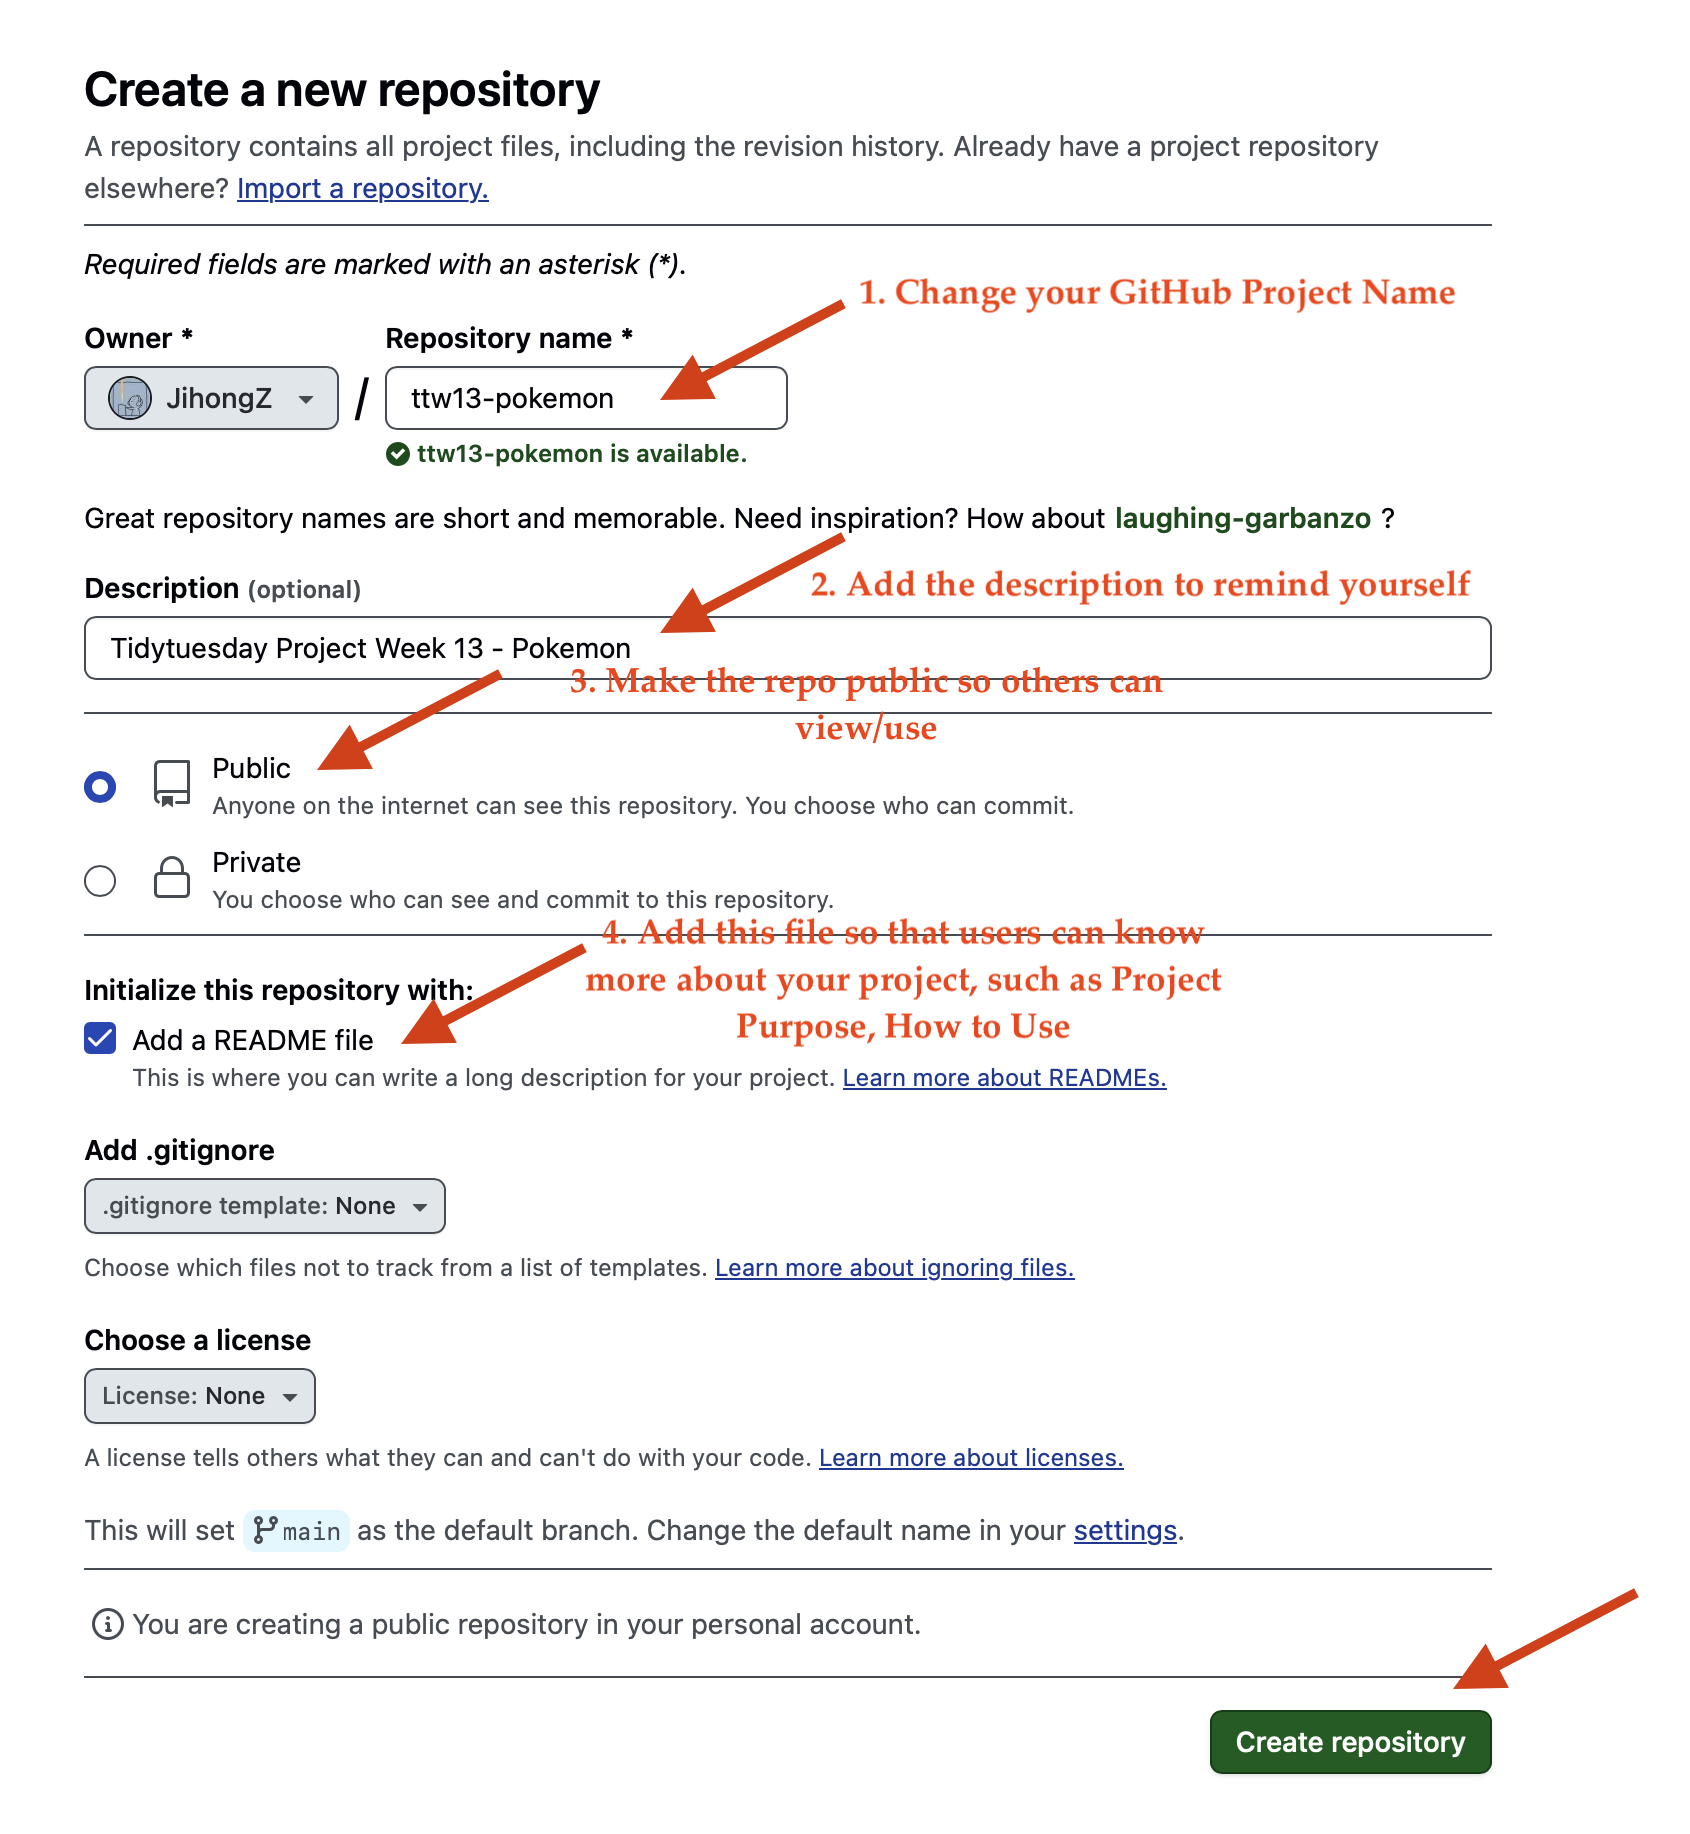 Create a new repository
A repository contains all project files, including the revision history. Already have a project repository
elsewhere? Import a repository.
Required fields are marked with an asterisk (*).
1. Change your GitHub Project Name
Owner *
Repository name *
JihongZ
/
ttw13-pokemon
ttw13-pokemon is available.
Great repository names are short and memorable. Need inspiration? How about laughing-garbanzo ?
2. Add the description to remind yourself
Description (optional)
Tidytuesday Project Week 13 - Pokemon
3. Make the repo public so others can
view/use
Public
Anyone on the internet can see this repository. You choose who can commit.
Private
You choose who can see and commit to this repository.
4. Add this file so that users can know
more about your project, such as Project
Purpose, How to Use
Initialize this repository with:
Add a README file
This is where you can write a long description for your project. Learn more about READMEs.
Add .gitignore
.gitignore template: None
Choose which files not to track from a list of templates. Learn more about ignoring files.
Choose a license
License: None
A license tells others what they can and can't do with your code. Learn more about licenses.
This will set main as the default branch. Change the default name in your settings.
You are creating a public repository in your personal account.
Create repository